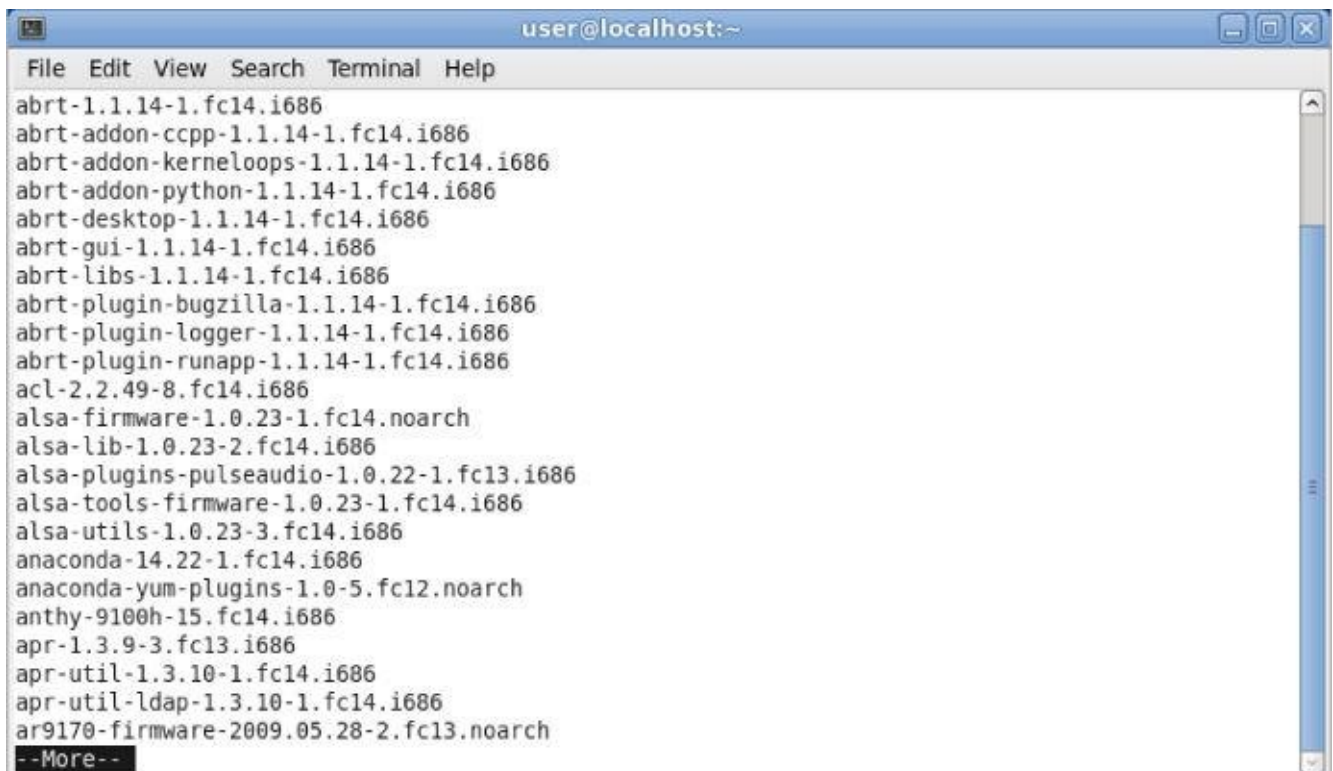 user@localhost:~
File Edit View Search Terminal Help
abrt-1.1.14-1.fc14.i686
abrt-addon-ccpp-1.1.14-1.fc14.i686
abrt-addon-kerneloops-1.1.14-1.fc14.i686
abrt-addon-python-1.1.14-1.fc14.i686
abrt-desktop-1.1.14-1.fc14.i686
abrt-gui-1.1.14-1.fc14.i686
abrt-libs-1.1.14-1.fc14.i686
abrt-plugin-bugzilla-1.1.14-1.fc14.i686
abrt-plugin-logger-1.1.14-1.fc14.i686
abrt-plugin-runapp-1.1.14-1.fc14.i686
acl-2.2.49-8.fc14.i686
alsa-firmware-1.0.23-1.fc14.noarch
alsa-lib-1.0.23-2.fc14.i686
alsa-plugins-pulseaudio-1.0.22-1.fc13.i686
alsa-tools-firmware-1.0.23-1.fc14.i686
alsa-utils-1.0.23-3.fc14.i686
anaconda-14.22-1.fc14.i686
anaconda-yum-plugins-1.0-5.fc12.noarch
anthy-9100h-15.fc14.i686
apr-1.3.9-3.fc13.i686
apr-util-1.3.10-1.fc14.i686
apr-util-ldap-1.3.10-1.fc14.i686
ar9170-firmware-2009.05.28-2.fc13.noarch
--More--